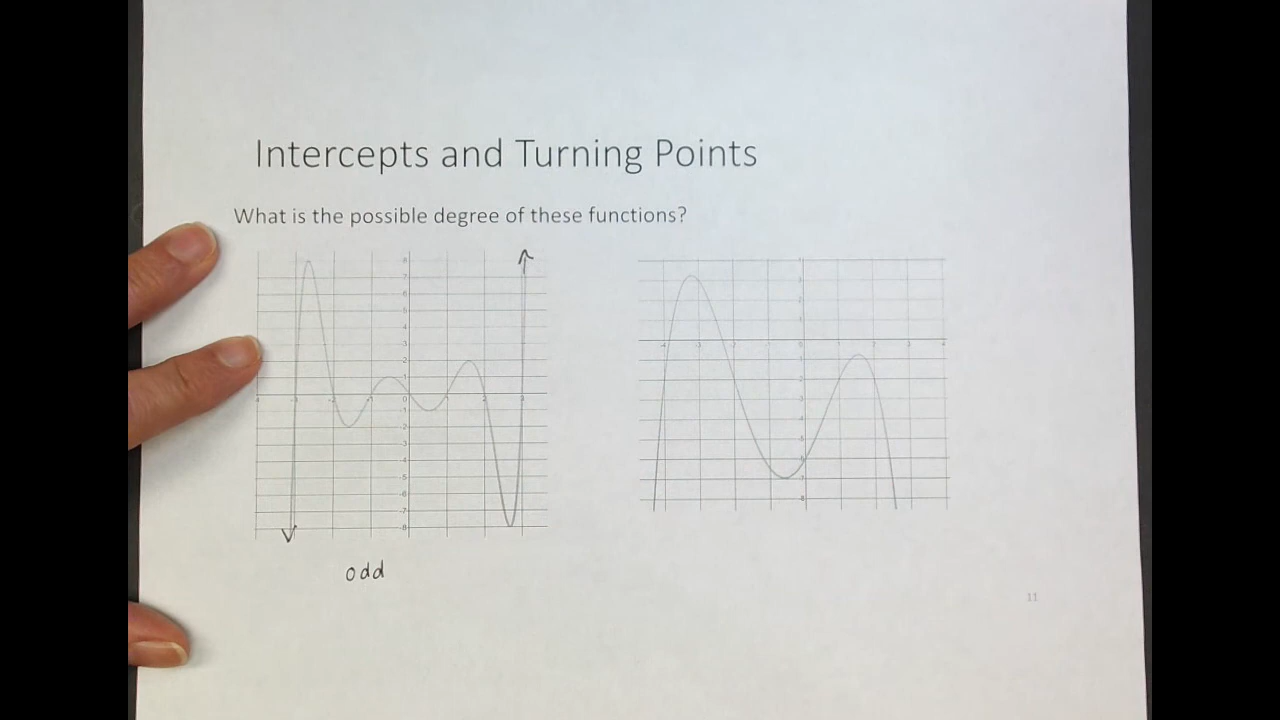 Intercepts and Turning Points
What is the possible degree of these functions?
odd
11